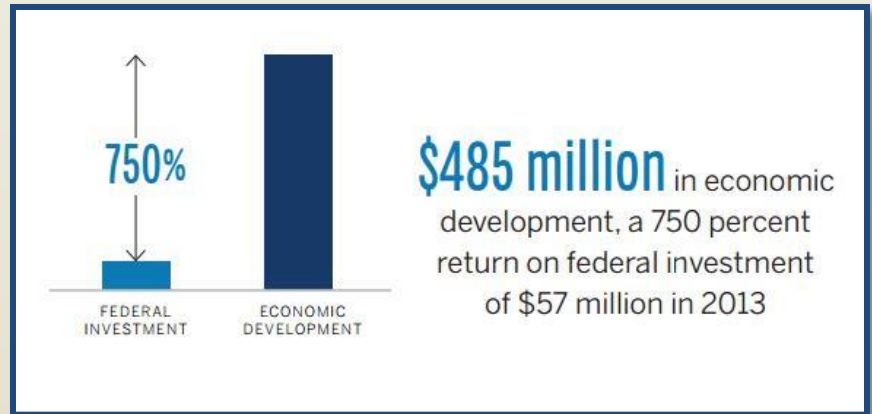 750%
FEDERAL
INVESTMENT
ECONOMIC
DEVELOPMENT
$485 million in economic
development, a 750 percent
return on federal investment
of $57 million in 2013